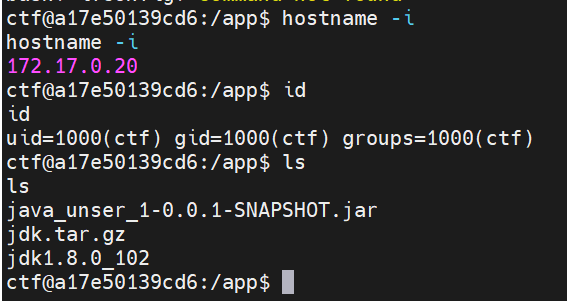 ctf@a17e50139cd6:/app$ hostname -i
hostname -i
172.17.0.20
ctf@a17e50139cd6:/app$ id
id
uid=1000(ctf) gid=1000(ctf) groups=1000(ctf)
ctf@a17e50139cd6:/app$ ls
ls
java_unser_1-0.0.1-SNAPSHOT.jar
jdk.tar.gz
jdk1.8.0_102
ctf@a17e50139cd6:/app$